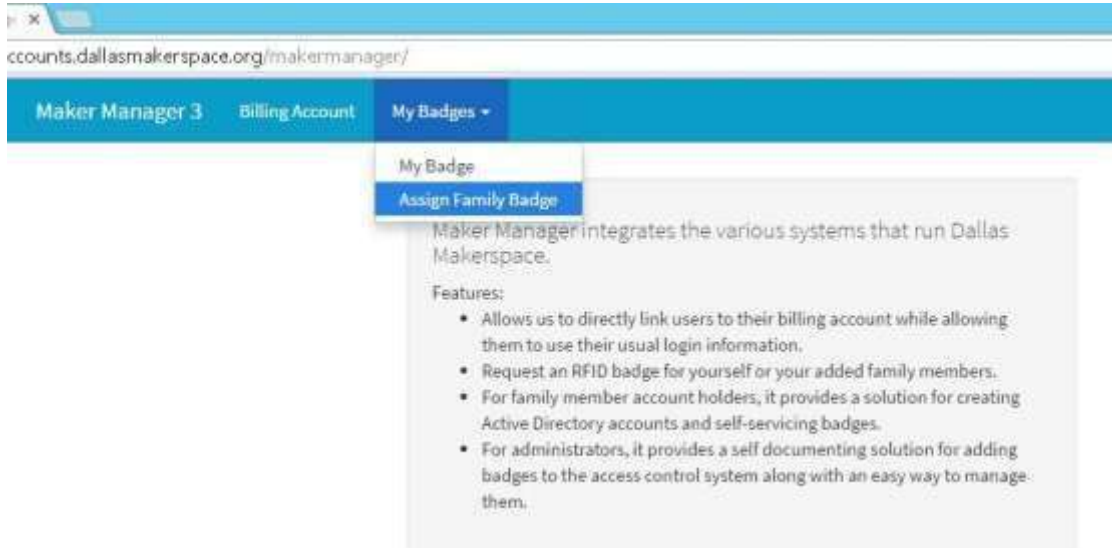 ccounts.dallasmakerspace.org/makermanager/
Maker Manager 3 Billing Account My Badges
My Badge
Assign Family Badge
Maker Manager integrates the various systems that run Dallas
Makerspace.
Features:
• Allows us to directly link users to their billing account while allowing
them to use their usual login information.
• Request an RFID badge for yourself or your added family members.
• For family member account holders, it provides a solution for creating
Active Directory accounts and self-servicing badges.
• For administrators, it provides a self documenting solution for adding
badges to the access control system along with an easy way to manage
them.